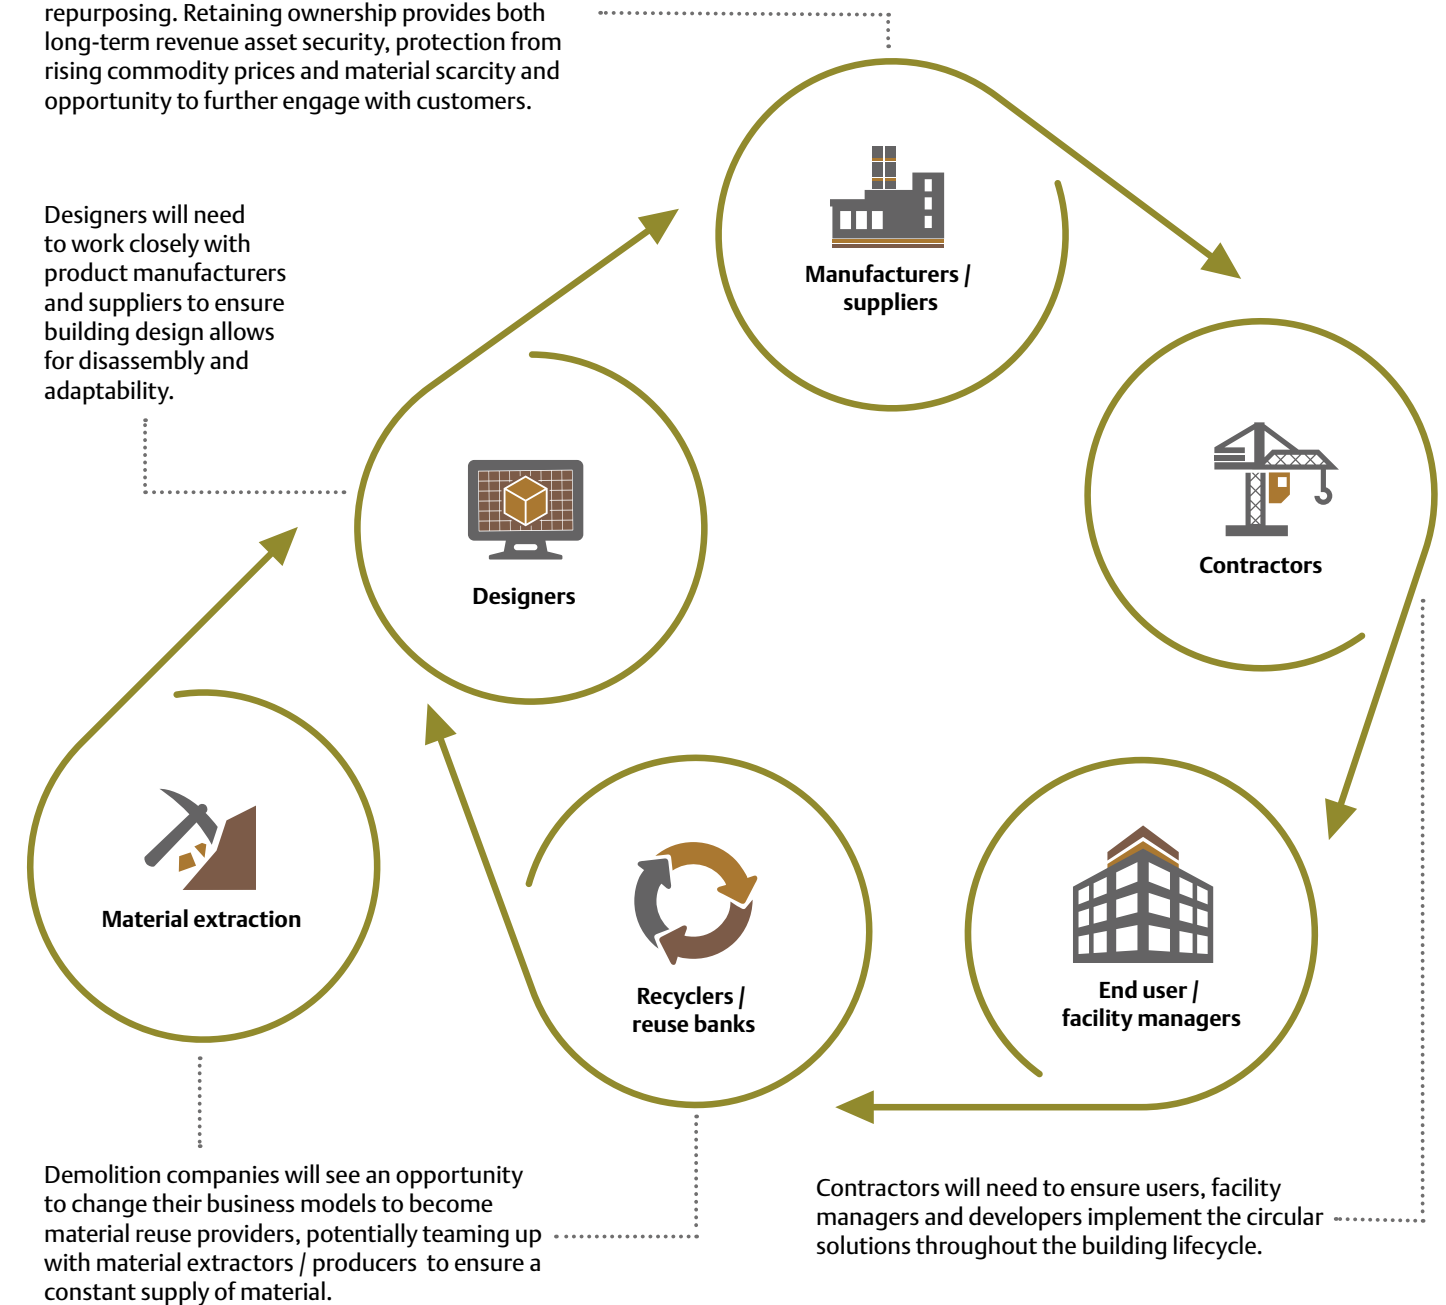 repurposing. Retaining ownership provides both
long-term revenue asset security, protection from
rising commodity prices and material scarcity and
opportunity to further engage with customers.
Designers will need
to work closely with
product manufacturers
and suppliers to ensure
building design allows
for disassembly and
adaptability.
Manufacturers /
suppliers
Contractors
Designers
Material extraction
Recyclers /
reuse banks
End user /
facility managers
Demolition companies will see an opportunity
to change their business models to become
material reuse providers, potentially teaming up
with material extractors / producers to ensure a
constant supply of material.
Contractors will need to ensure users, facility
managers and developers implement the circular
solutions throughout the building lifecycle.